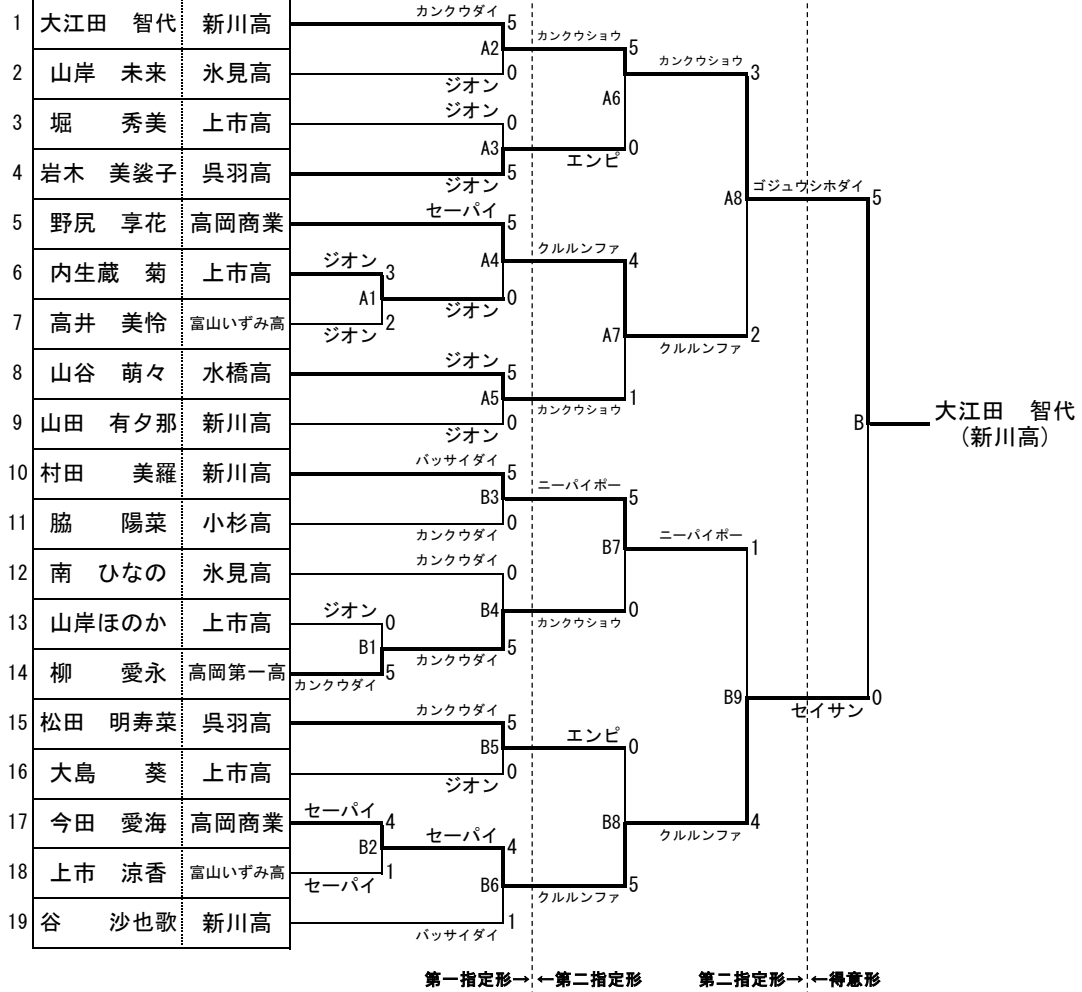 1 大江田 智代 新川高
2 山岸 未来 氷見高
3 堀 秀美 上市高
4 岩木 美裟子 呉羽高
5 野尻 享花 高岡商業
6 内生蔵 菊 上市高
7 高井 美怜 富山いずみ高
8 山谷 萌々 水橋高
9 山田 有夕那 新川高
10 村田 美羅 新川高
11 脇 陽菜 小杉高
12 南 ひなの 氷見高
13 山岸ほのか 上市高
14 柳 愛永 高岡第一高
15 松田 明寿菜 呉羽高
16 大島 葵 上市高
17 今田 愛海 高岡商業
18 上市 涼香 富山いずみ高
19 谷 沙也歌 新川高
ジオン 3
A1
ジオン 2
ジオン 0
B1
カンクウダイ 5
セーパイ 4
B2
セーパイ 1
カンクウダイ 5
A2
ジオン 0
ジオン 0
A3
ジオン 5
セーパイ 5
A4
ジオン 0
ジオン 5
A5
ジオン 0
バッサイダイ 5
B3
カンクウダイ 0
カンクウダイ 0
B4
カンクウダイ 5
カンクウダイ 5
B5
ジオン 0
セーパイ 4
B6
バッサイダイ 1
カンクウショウ 5
A6
エンピ 0
クルルンファ 4
A7
カンクウショウ 1
ニーパイポー 5
B7
カンクウショウ 0
エンピ 0
B8
クルルンファ 5
カンクウショウ 3
A8
クルルンファ 2
ニーパイポー 1
B9
クルルンファ 4
ゴジュウシホダイ 5
B
セイサン 0
大江田 智代
(新川高)
第一指定形→ ←第二指定形 第二指定形→ ←得意形